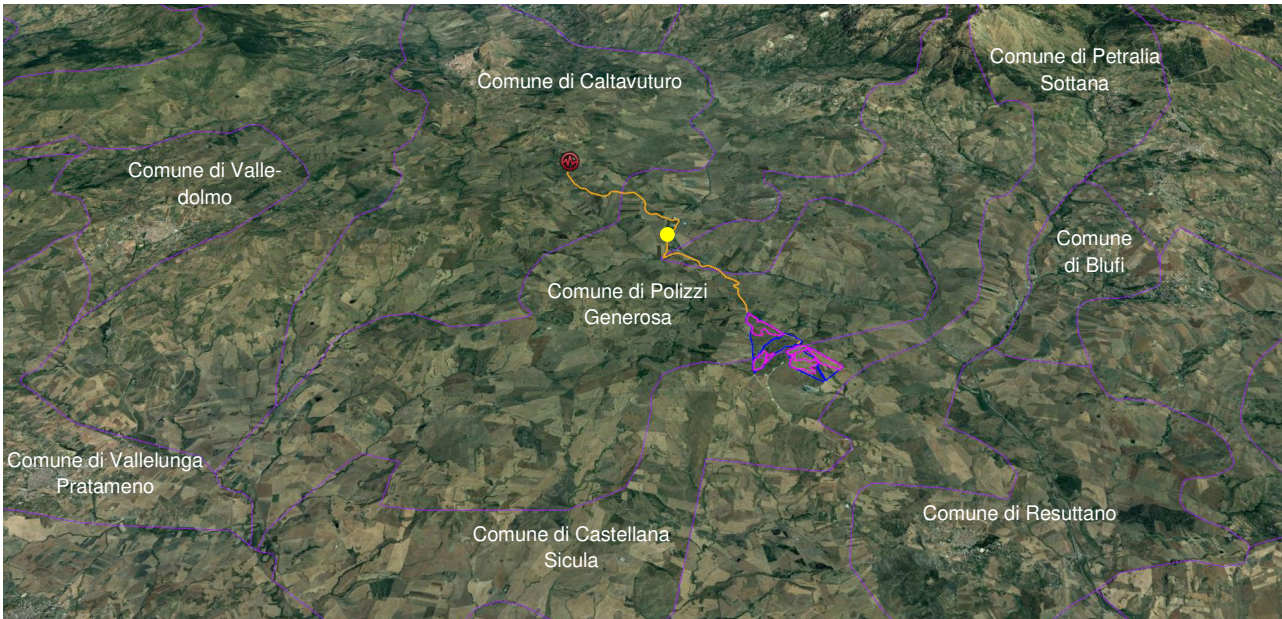 Comune di Petralia
Sottana
Comune di Caltavuturo
Comune di Valle-
dolmo
Comune
di Blufi
Comune di Polizzi
Generosa
Comune di Vallelunga
Pratameno
Comune di Resuttano
Comune di Castellana
Sicula